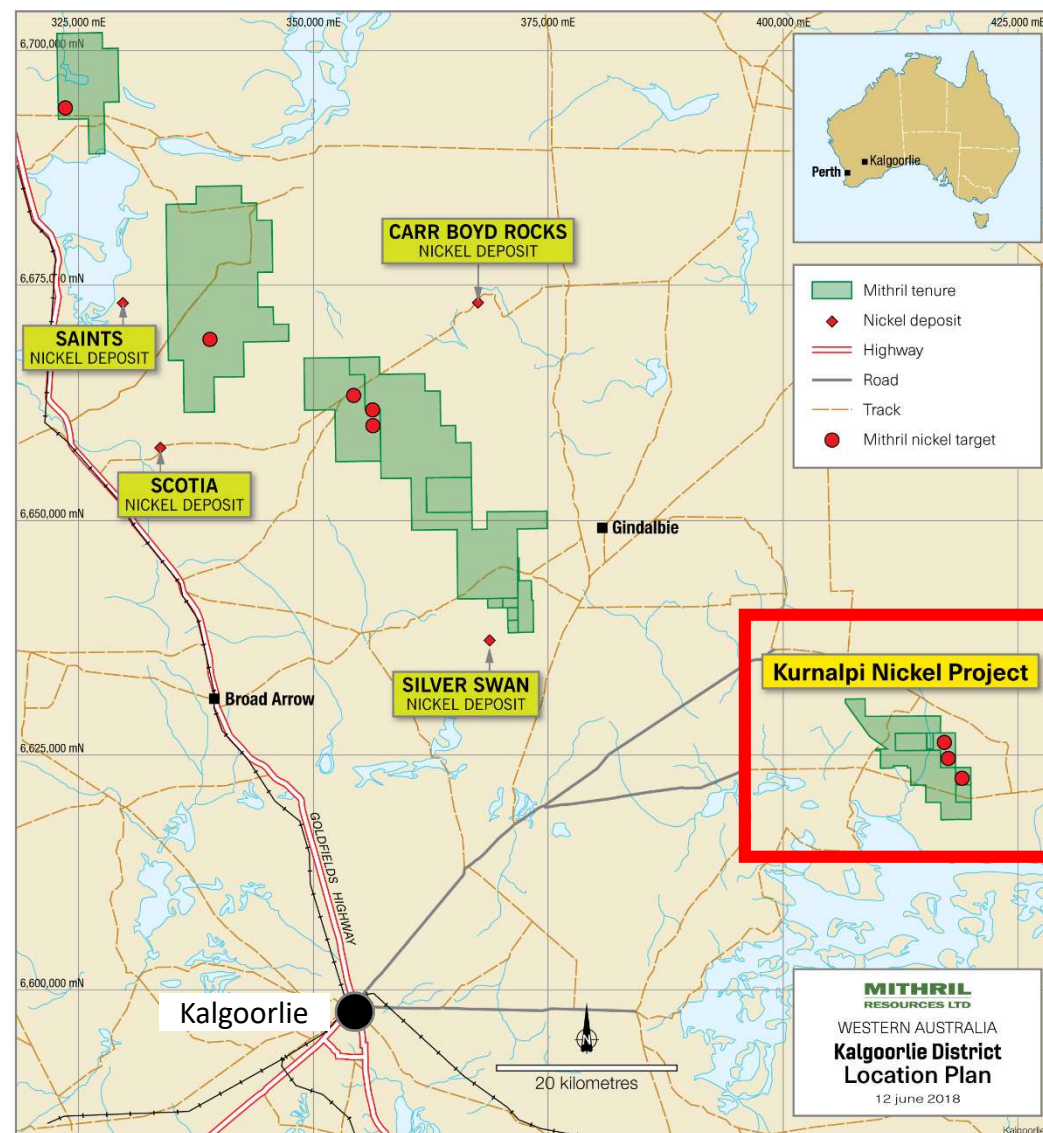 325,000 mE
350,000 mE
375,000 mE
400,000 mE
425,000 mE
6,700,000 mN
Perth
Kalgoorlie
CARR BOYD ROCKS
NICKEL DEPOSIT
6,675,000 mN
SAINTS
NICKEL DEPOSIT
Mithril tenure
Nickel deposit
Highway
Road
Track
Mithril nickel target
SCOTIA
NICKEL DEPOSIT
6,650,000 mN
Gindalbie
SILVER SWAN
NICKEL DEPOSIT
Broad Arrow
Kurnalpi Nickel Project
6,625,000 mN
GOLDFIELDS HIGHWAY
6,600,000 mN
Kalgoorlie
N
20 kilometres
MITHRIL
RESOURCES LTD
WESTERN AUSTRALIA
Kalgoorlie District
Location Plan
12 june 2018